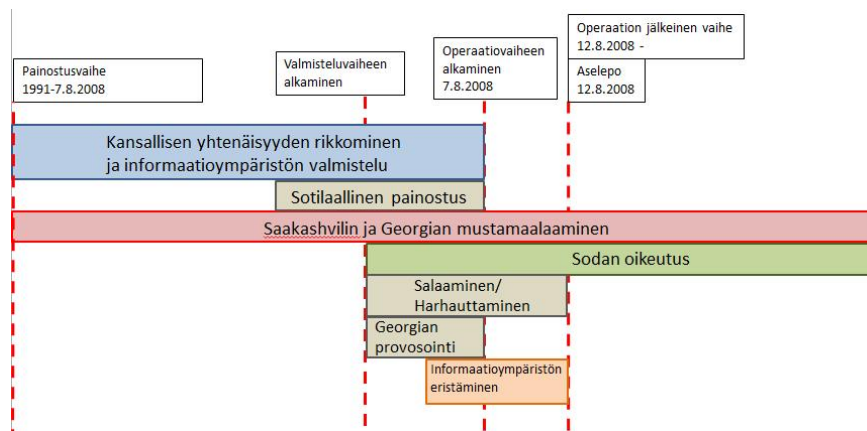 Operaation jälkeinen vaihe
12.8.2008 -
Painostusvaihe
1991-7.8.2008
Valmisteluvaiheen
alkaminen
Operaatiovaiheen
alkaminen
7.8.2008
Aselepo
12.8.2008
Kansallisen yhtenäisyyden rikkominen
ja informaatioympäristön valmistelu
Sotilaallinen painostus
Saakashvilin ja Georgian mustamaalaaminen
Sodan oikeutus
Salaaminen/
Harhauttaminen
Georgian
provosointi
Informaatioympäristön
eristäminen